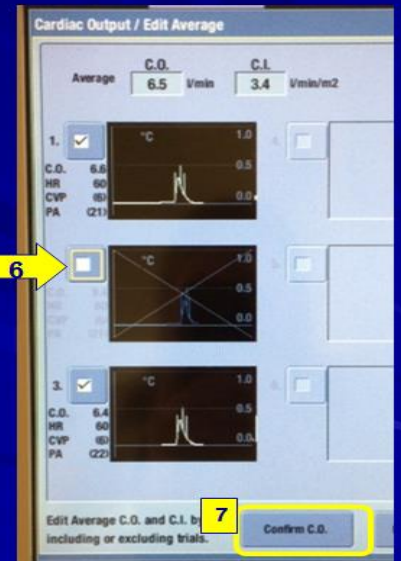 Cardiac Output / Edit Average
C.O. C.I.
Average 6.5 l/min 3.4 l/min/m2
1.
°C 1.0
0.5
0.0
C.O. 6.6
HR 60
CVP (6)
PA (21)
6
°C 1.0
0.5
0.0
C.O.
HR
CVP
PA
3.
°C 1.0
0.5
0.0
C.O. 6.4
HR 60
CVP (6)
PA (22)
7
Edit Average C.O. and C.I. by
including or excluding trials.
Confirm C.O.